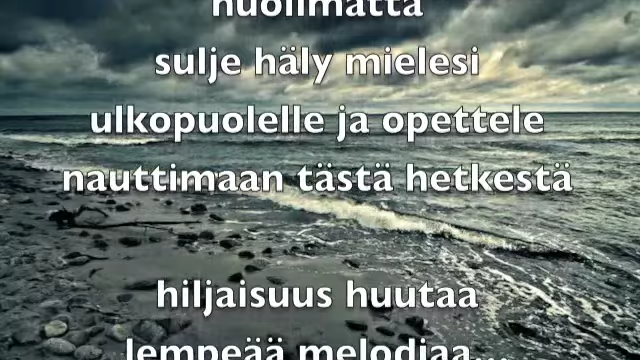 huolimatta
sulje häly mielesi
ulkopuolelle ja opettele
nauttimaan tästä hetkestä
hiljaisuus huutaa
lempeää melodiaa...